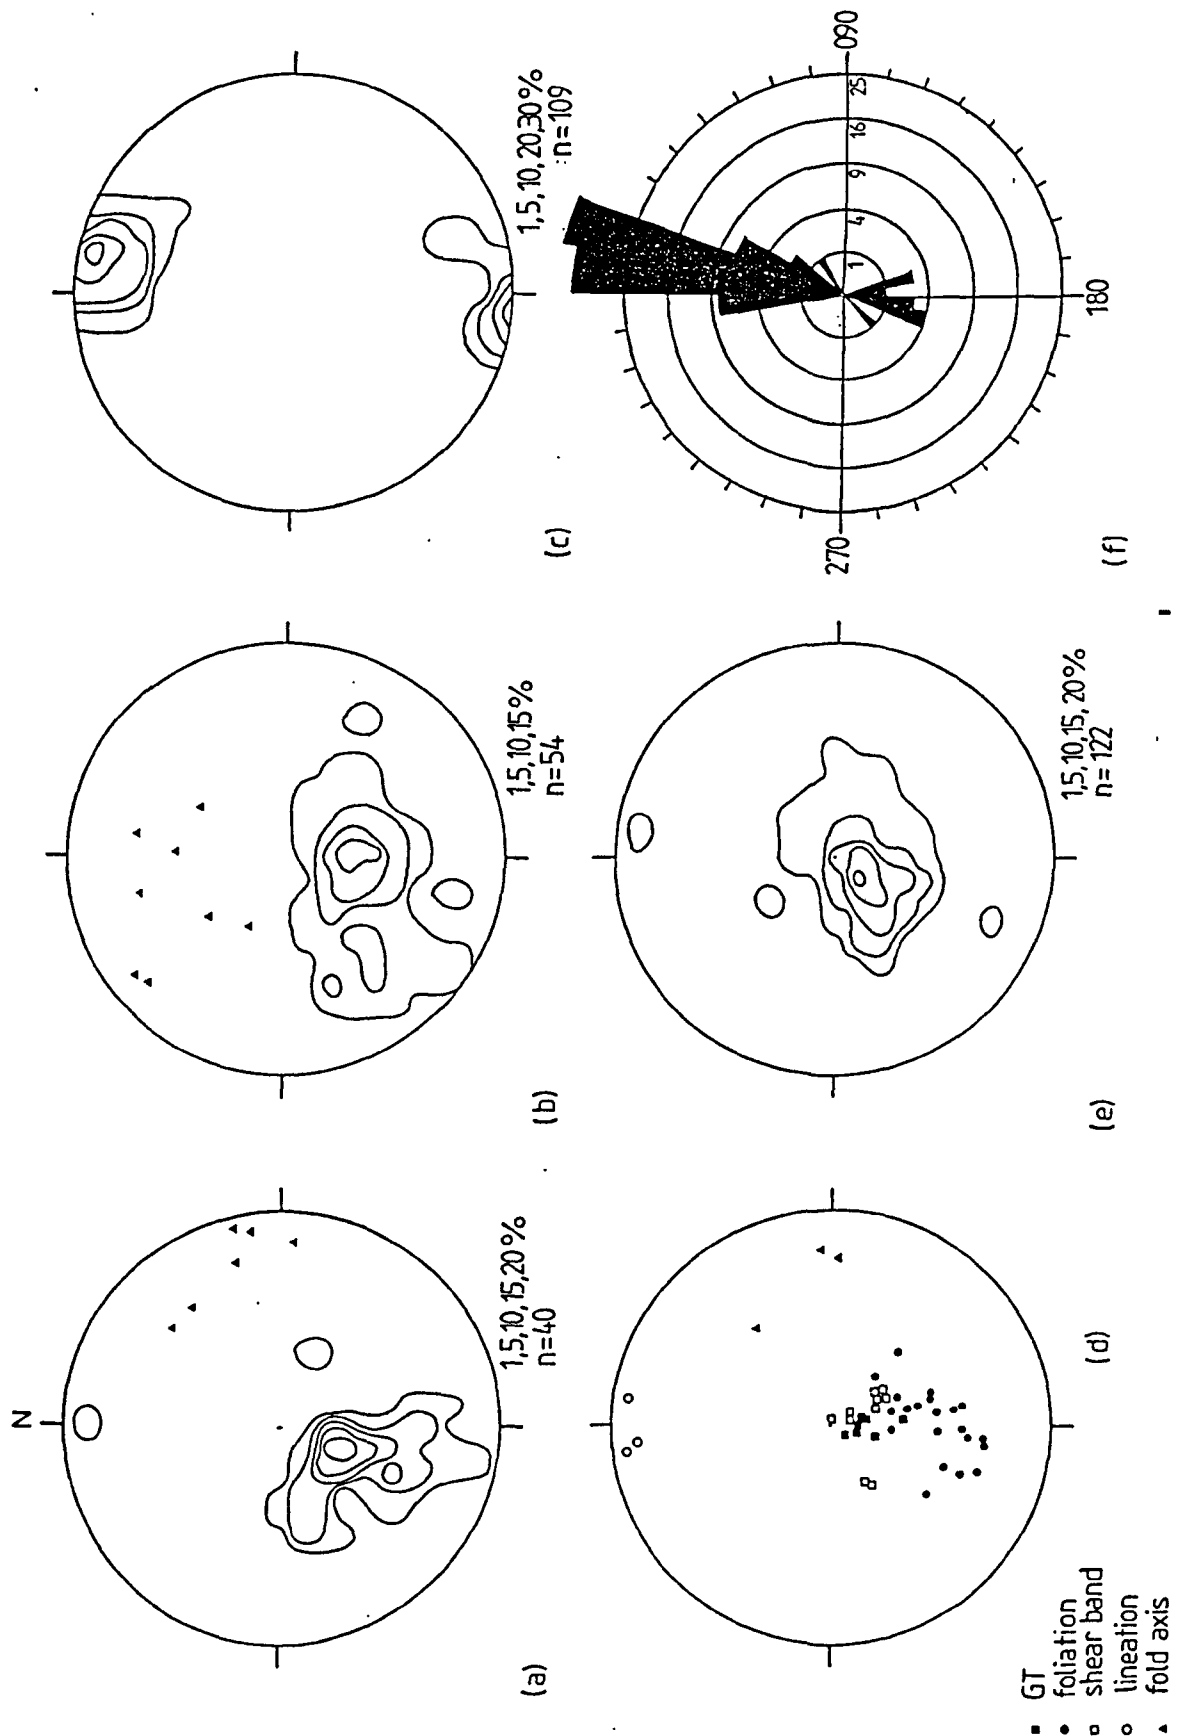 N
1,5,10,15,20%
n=40
(a)
1,5,10,15%
n=54
(b)
1,5,10,20,30%
n=109
(c)
(d)
■ GT
● foliation
□ shear band
○ lineation
▲ fold axis
1,5,10,15,20%
n=122
(e)
090
180
270
1
4
9
16
25
(f)